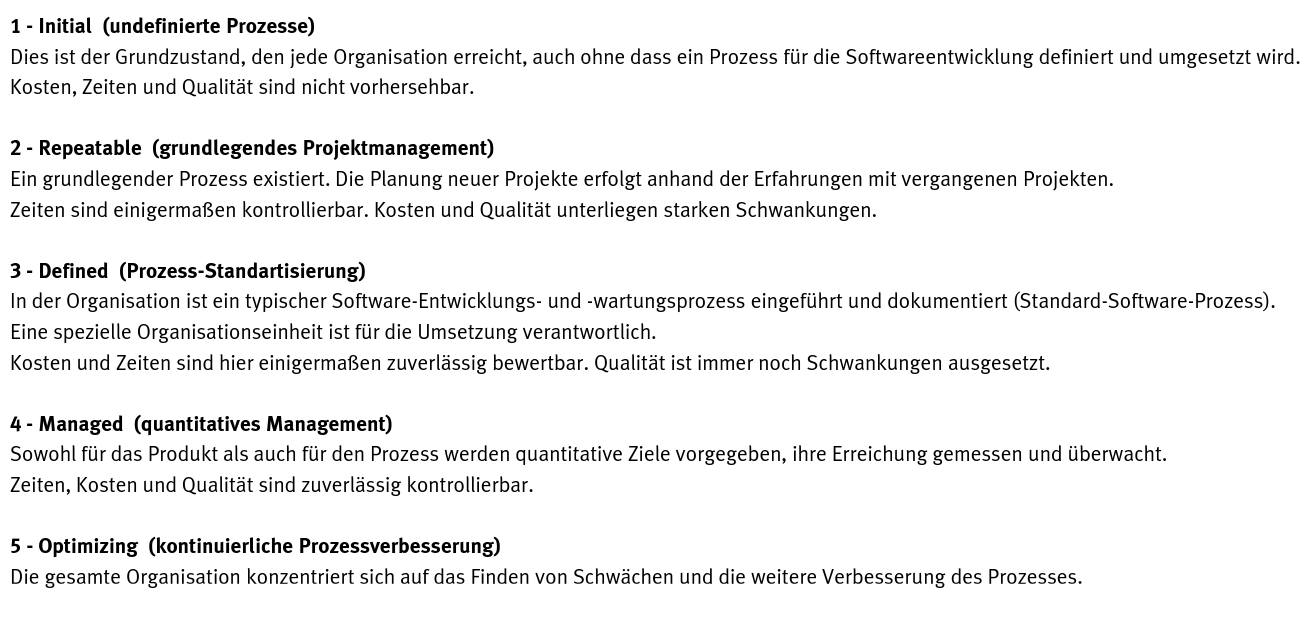 1 - Initial  (undefinierte Prozesse)
Dies ist der Grundzustand, den jede Organisation erreicht, auch ohne dass ein Prozess für die Softwareentwicklung definiert und umgesetzt wird.
Kosten, Zeiten und Qualität sind nicht vorhersehbar.
2 - Repeatable  (grundlegendes Projektmanagement)
Ein grundlegender Prozess existiert. Die Planung neuer Projekte erfolgt anhand der Erfahrungen mit vergangenen Projekten.
Zeiten sind einigermaßen kontrollierbar. Kosten und Qualität unterliegen starken Schwankungen.
3 - Defined  (Prozess-Standartisierung)
In der Organisation ist ein typischer Software-Entwicklungs- und -wartungsprozess eingeführt und dokumentiert (Standard-Software-Prozess).
Eine spezielle Organisationseinheit ist für die Umsetzung verantwortlich.
Kosten und Zeiten sind hier einigermaßen zuverlässig bewertbar. Qualität ist immer noch Schwankungen ausgesetzt.
4 - Managed  (quantitatives Management)
Sowohl für das Produkt als auch für den Prozess werden quantitative Ziele vorgegeben, ihre Erreichung gemessen und überwacht.
Zeiten, Kosten und Qualität sind zuverlässig kontrollierbar.
5 - Optimizing  (kontinuierliche Prozessverbesserung)
Die gesamte Organisation konzentriert sich auf das Finden von Schwächen und die weitere Verbesserung des Prozesses.